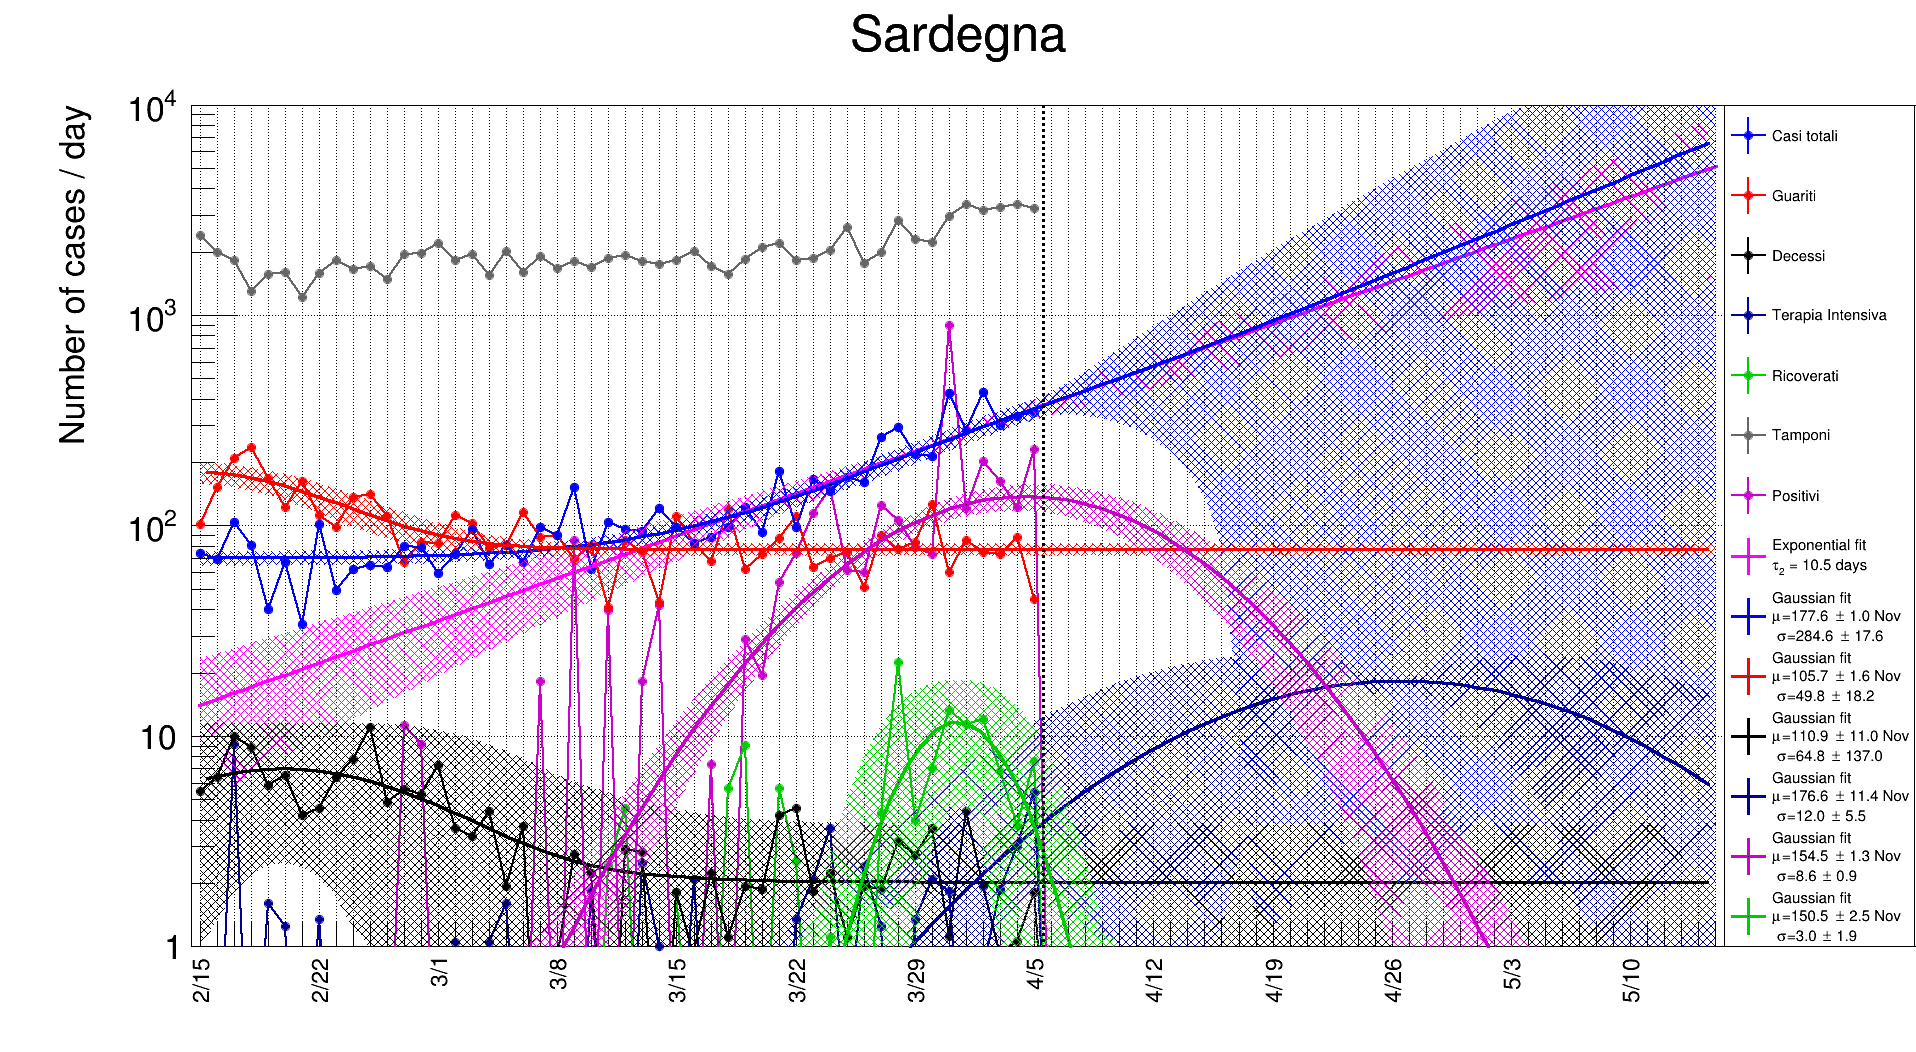 Sardegna
Number of cases / day
10^4
10^3
10^2
10
1
2/15
2/22
3/1
3/8
3/15
3/22
3/29
4/5
4/12
4/19
4/26
5/3
5/10
Casi totali
Guariti
Decessi
Terapia Intensiva
Ricoverati
Tamponi
Positivi
Exponential fit
τ2 = 10.5 days
Gaussian fit
μ=177.6 ± 1.0 Nov
σ=284.6 ± 17.6
Gaussian fit
μ=105.7 ± 1.6 Nov
σ=49.8 ± 18.2
Gaussian fit
μ=110.9 ± 11.0 Nov
σ=64.8 ± 137.0
Gaussian fit
μ=176.6 ± 11.4 Nov
σ=12.0 ± 5.5
Gaussian fit
μ=154.5 ± 1.3 Nov
σ=8.6 ± 0.9
Gaussian fit
μ=150.5 ± 2.5 Nov
σ=3.0 ± 1.9